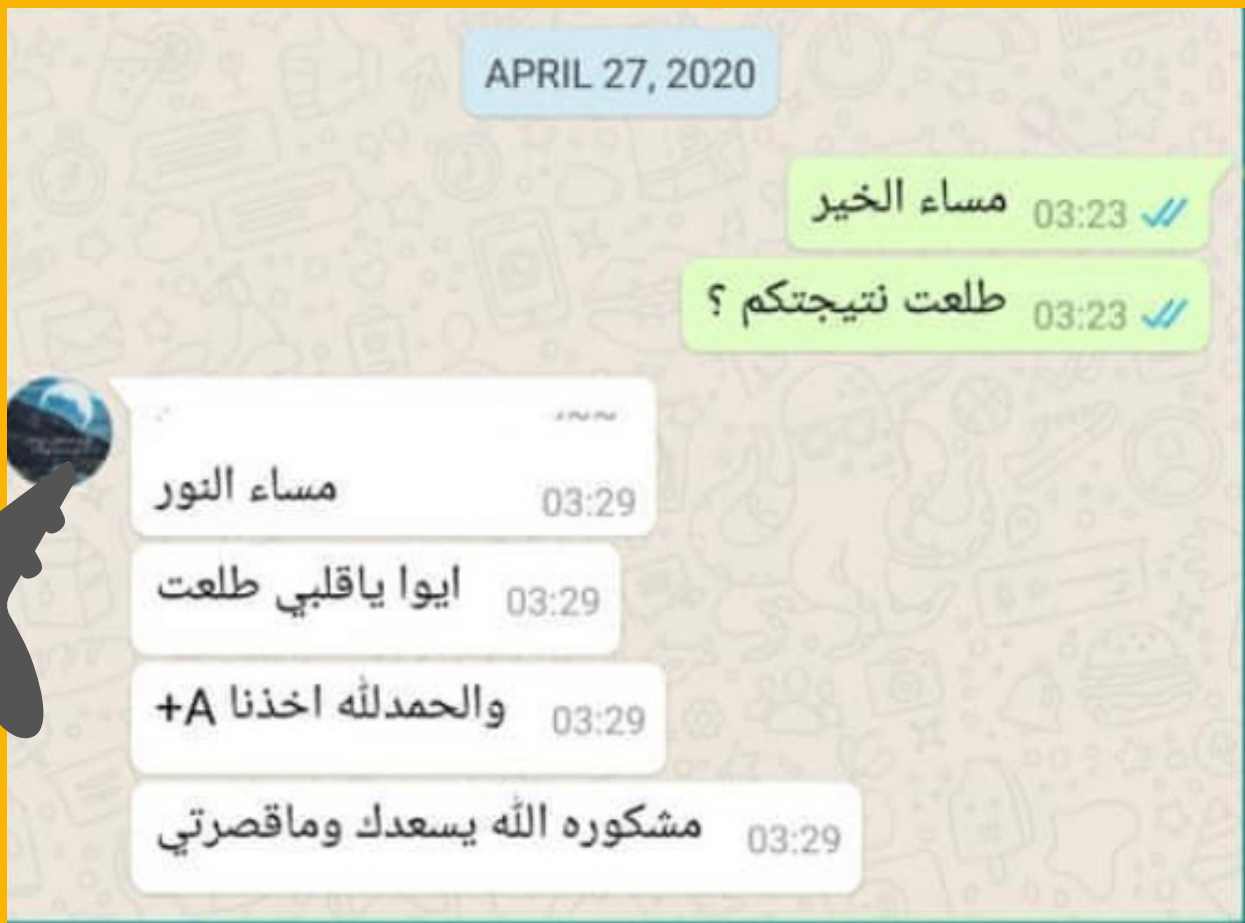 APRIL 27, 2020
مساء الخير 03:23
طلعت نتيجتكم ؟ 03:23
مساء النور 03:29
ايوا ياقلبي طلعت 03:29
والحمدلله اخذنا A+ 03:29
مشكوره الله يسعدك وماقصرتي 03:29